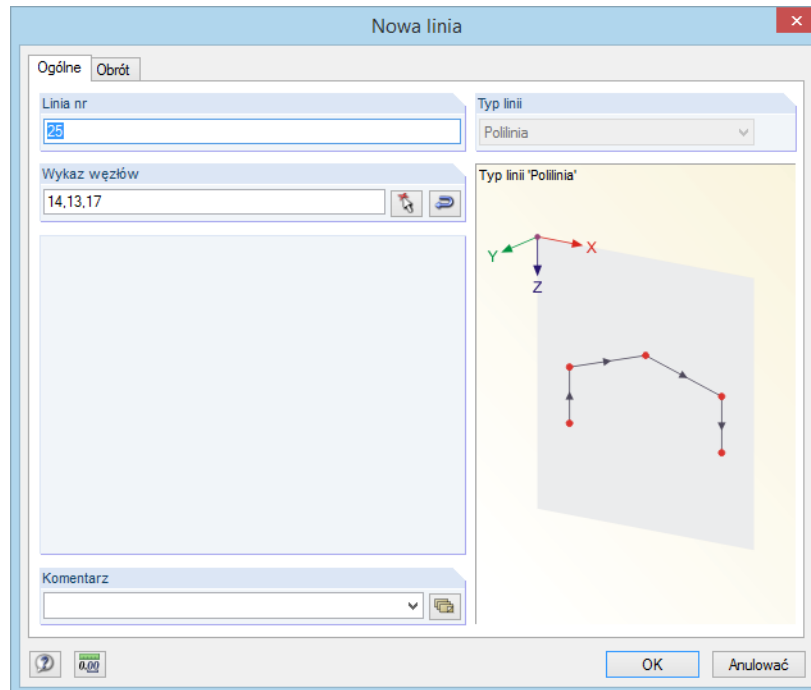 Nowa linia
Ogólne
Obrót
Linia nr
25
Typ linii
Polilinia
Wykaz węzłów
14,13,17
Typ linii 'Polilinia'
Y
X
Z
Komentarz
0,00
OK
Anulować